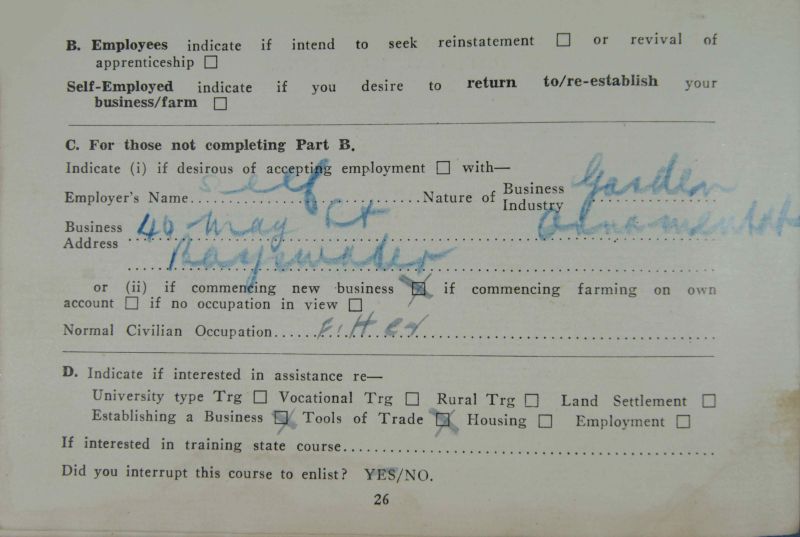 B. Employees indicate if intend to seek reinstatement ☐ or revival of
apprenticeship ☐
Self-Employed indicate if you desire to return to/re-establish your
business/farm ☐
C. For those not completing Part B.
Indicate (i) if desirous of accepting employment ☐ with—
Employer's Name self Nature of Business Industry Garden
Business Address 40 May St Ornamentats
Bayswater
or (ii) if commencing new business ☒ if commencing farming on own
account ☐ if no occupation in view ☐
Normal Civilian Occupation
D. Indicate if interested in assistance re—
University type Trg ☐ Vocational Trg ☐ Rural Trg ☐ Land Settlement ☐
Establishing a Business ☒ Tools of Trade ☒ Housing ☐ Employment ☐
If interested in training state course
Did you interrupt this course to enlist? YES/NO.
26